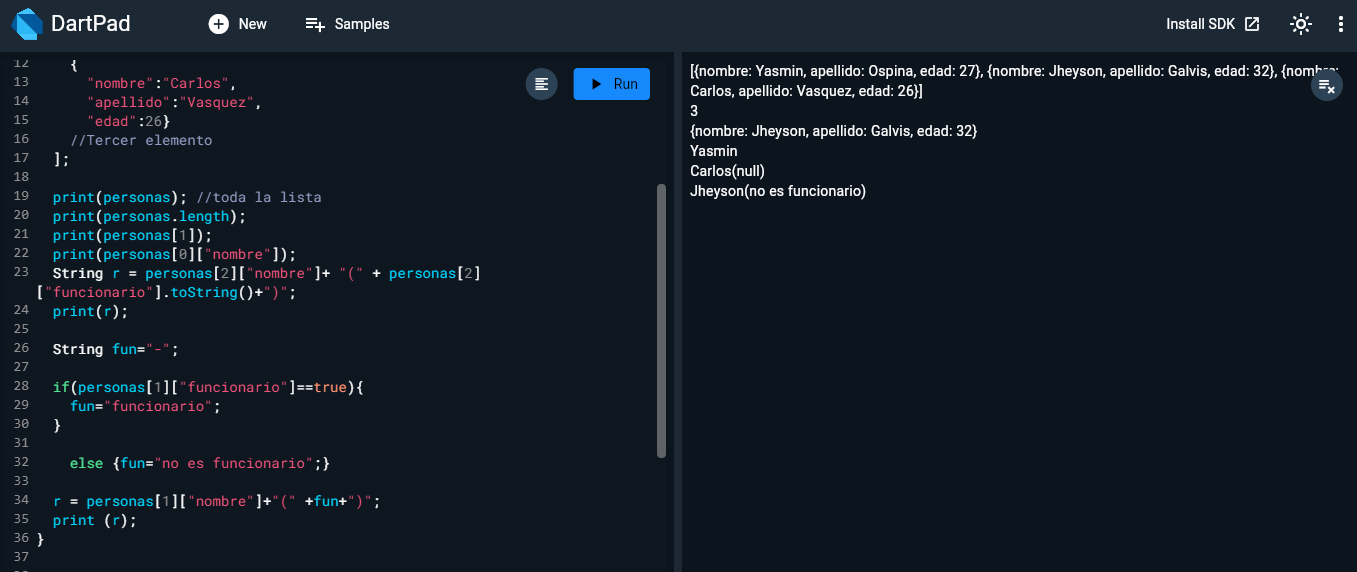 DartPad
New
Samples
Install SDK
12 {
13 "nombre":"Carlos",
14 "apellido":"Vasquez",
15 "edad":26}
16 //Tercer elemento
17 ];
18
19 print(personas); //toda la lista
20 print(personas.length);
21 print(personas[1]);
22 print(personas[0]["nombre"]);
23 String r = personas[2]["nombre"]+ "(" + personas[2]
["funcionario"].toString()+")";
24 print(r);
25
26 String fun="-";
27
28 if(personas[1]["funcionario"]==true){
29 fun="funcionario";
30 }
31
32 else {fun="no es funcionario";}
33
34 r = personas[1]["nombre"]+"(" +fun+")";
35 print (r);
36 }
37
Run
[{nombre: Yasmin, apellido: Ospina, edad: 27}, {nombre: Jheyson, apellido: Galvis, edad: 32}, {nombre:
Carlos, apellido: Vasquez, edad: 26}]
3
{nombre: Jheyson, apellido: Galvis, edad: 32}
Yasmin
Carlos(null)
Jheyson(no es funcionario)